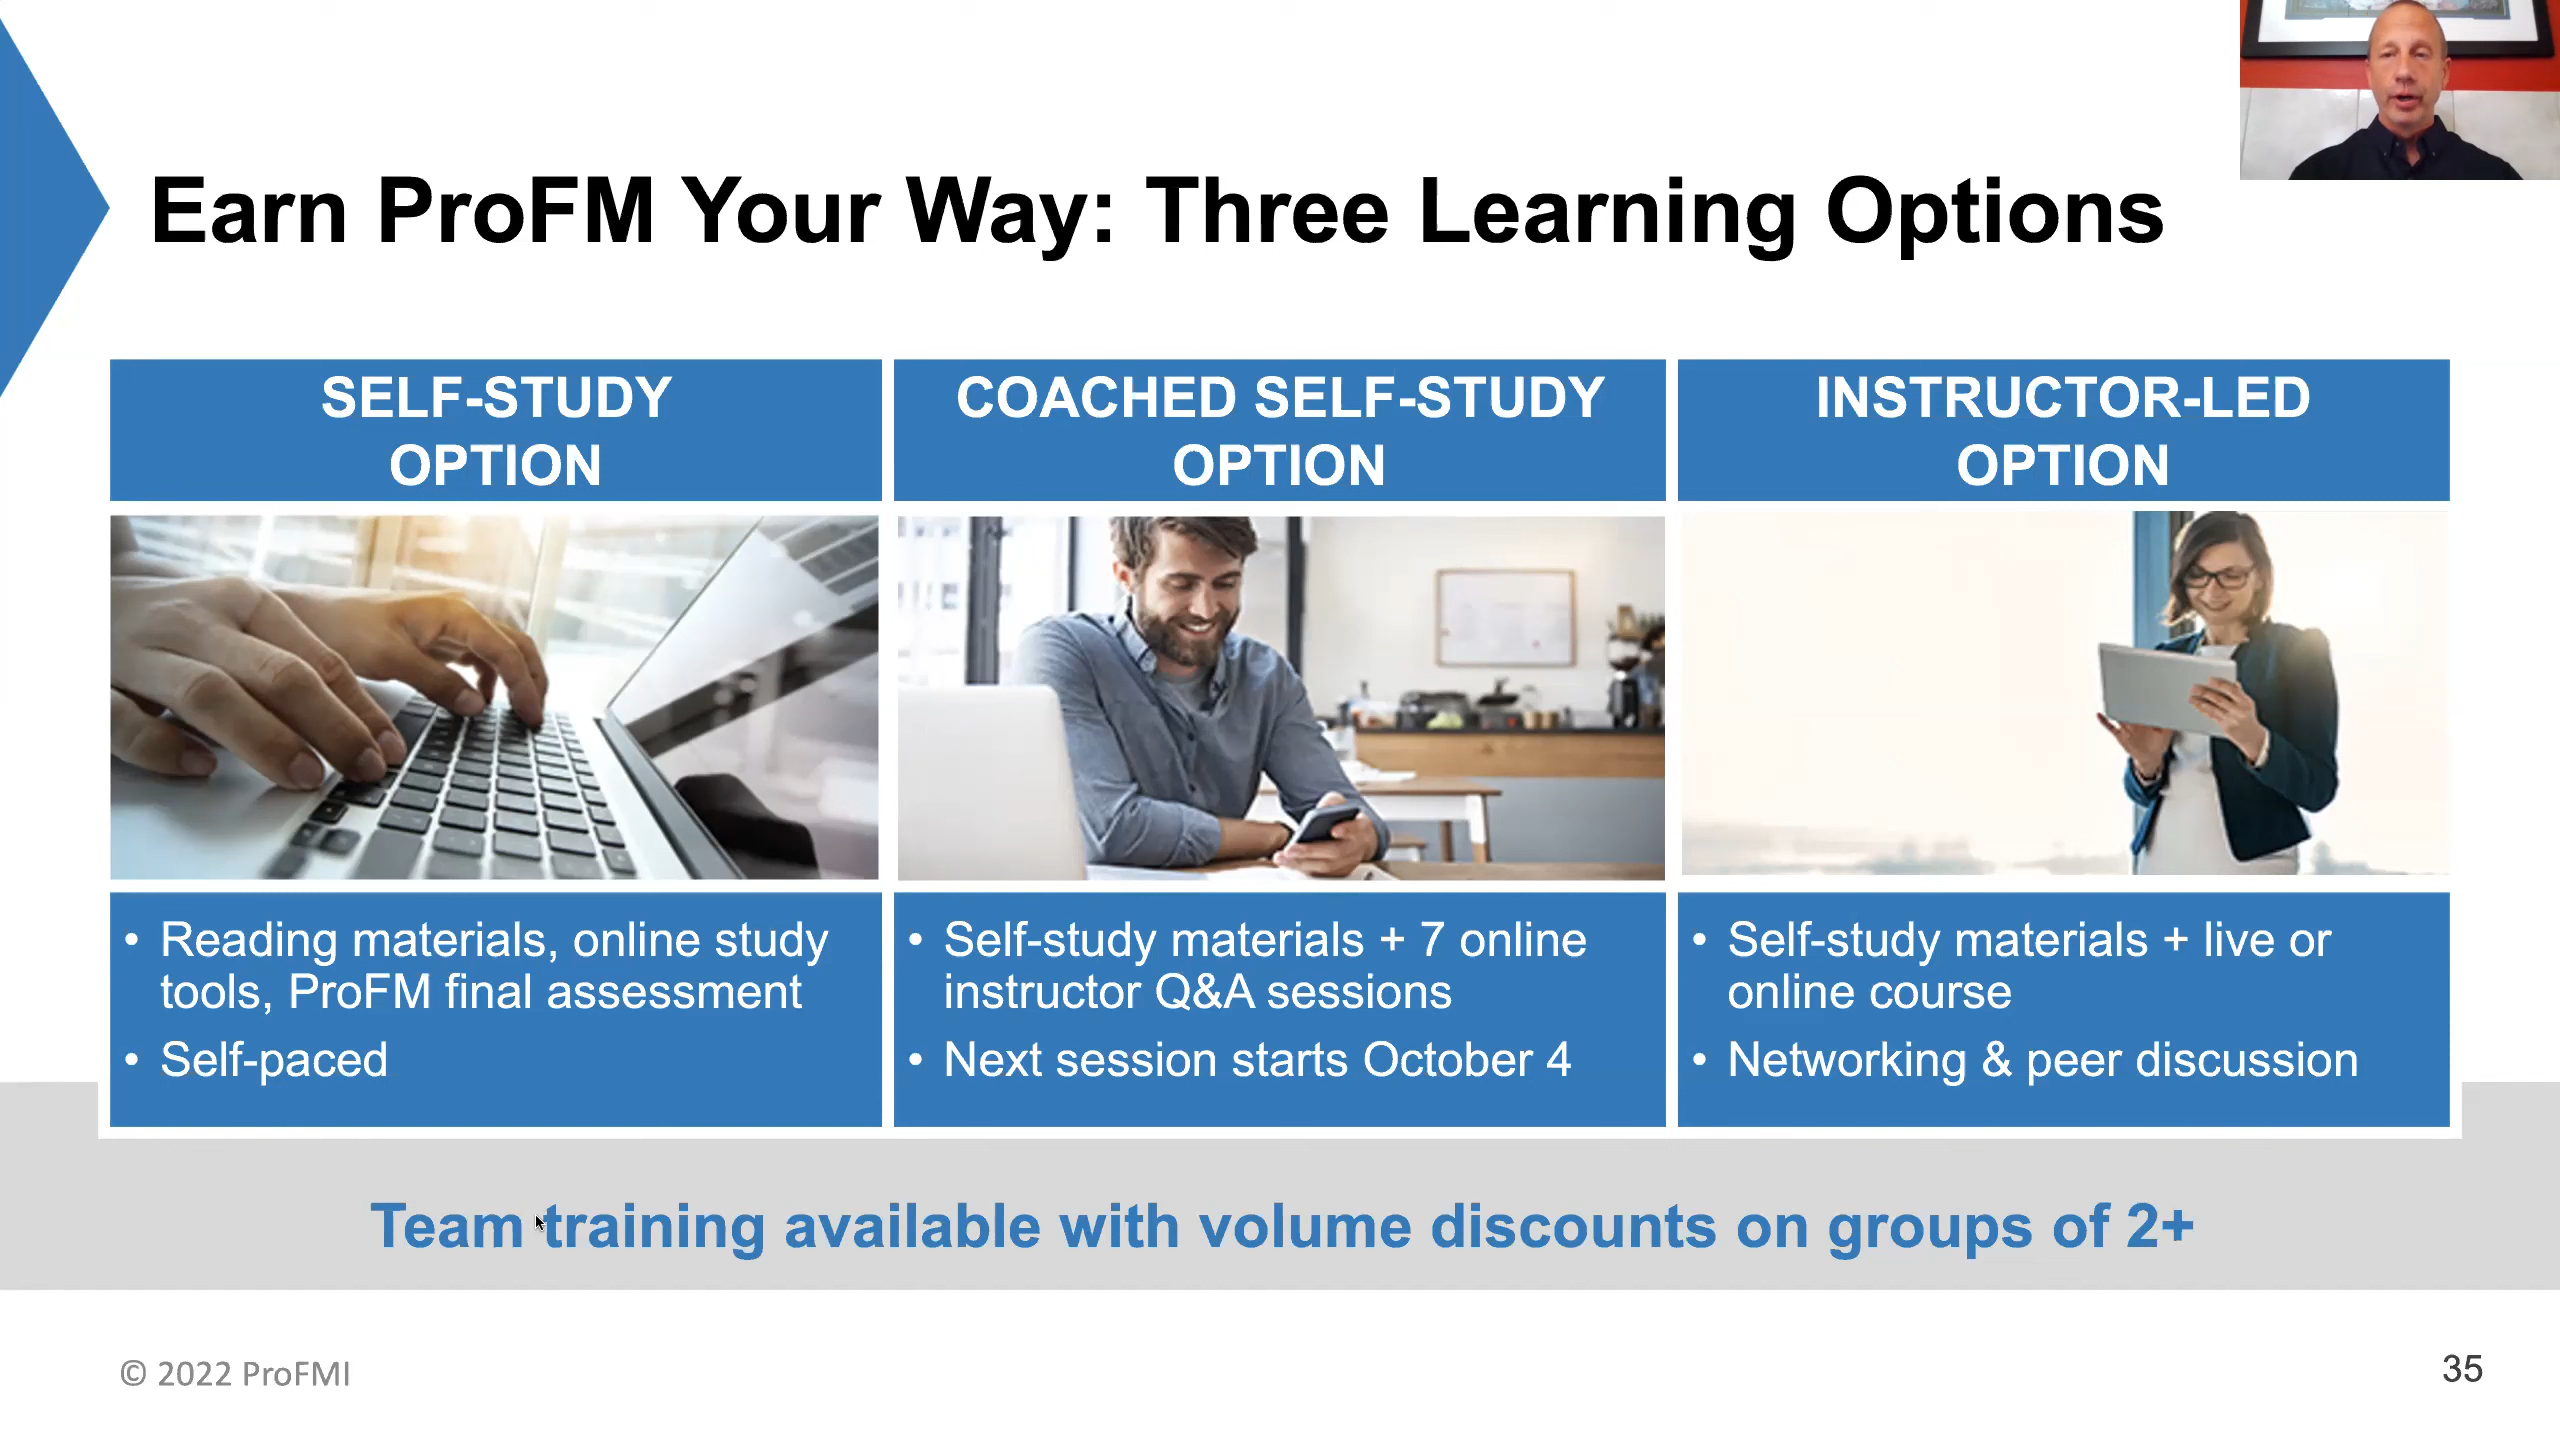 Earn ProFM Your Way: Three Learning Options
SELF-STUDY
OPTION
COACHED SELF-STUDY
OPTION
INSTRUCTOR-LED
OPTION
• Reading materials, online study
tools, ProFM final assessment
• Self-paced
• Self-study materials + 7 online
instructor Q&A sessions
• Next session starts October 4
• Self-study materials + live or
online course
• Networking & peer discussion
Team training available with volume discounts on groups of 2+
© 2022 ProFMI
35